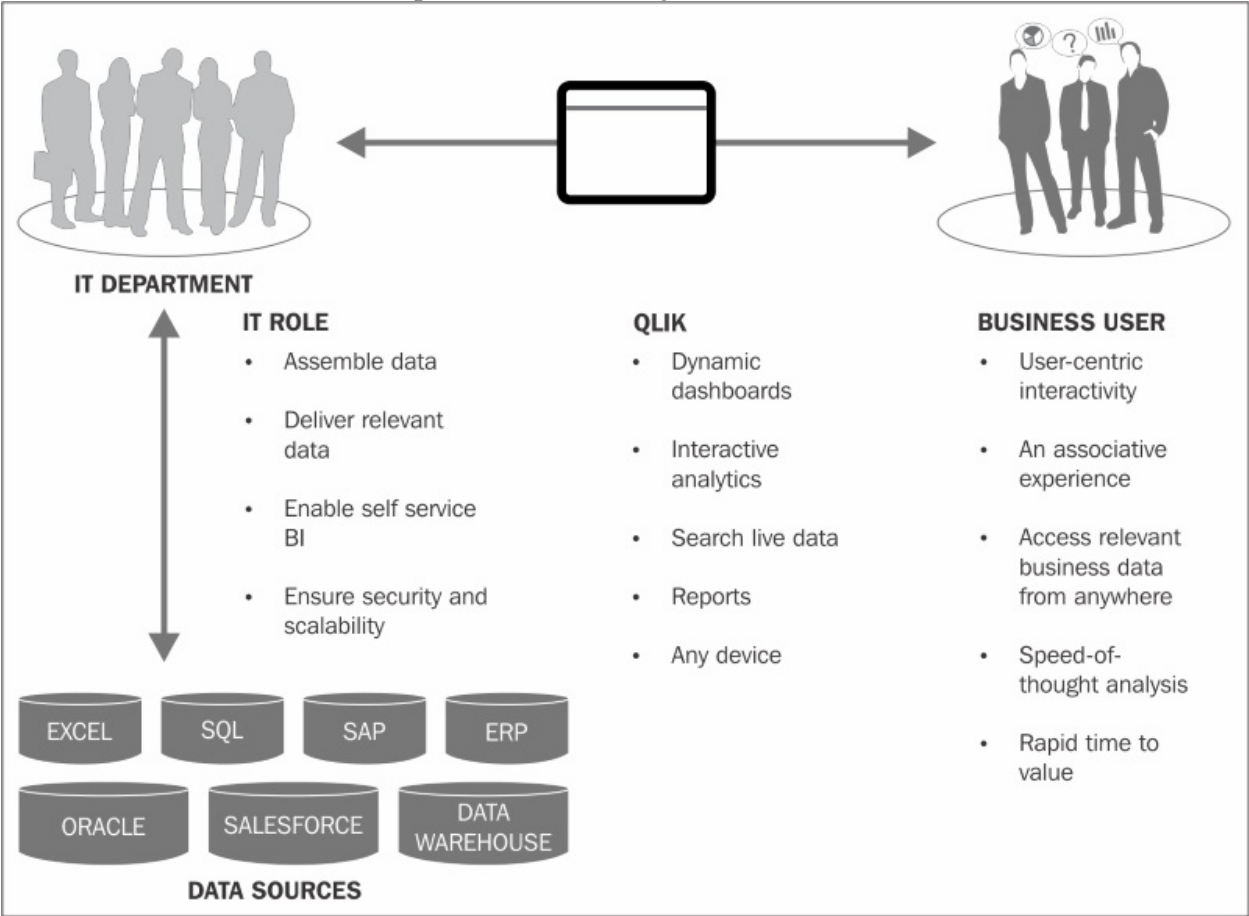 IT DEPARTMENT
IT ROLE
• Assemble data
• Deliver relevant
data
• Enable self service
BI
• Ensure security and
scalability
QLIK
• Dynamic
dashboards
• Interactive
analytics
• Search live data
• Reports
• Any device
?
BUSINESS USER
• User-centric
interactivity
• An associative
experience
• Access relevant
business data
from anywhere
• Speed-of-
thought analysis
• Rapid time to
value
EXCEL
SQL
SAP
ERP
ORACLE
SALESFORCE
DATA
WAREHOUSE
DATA SOURCES